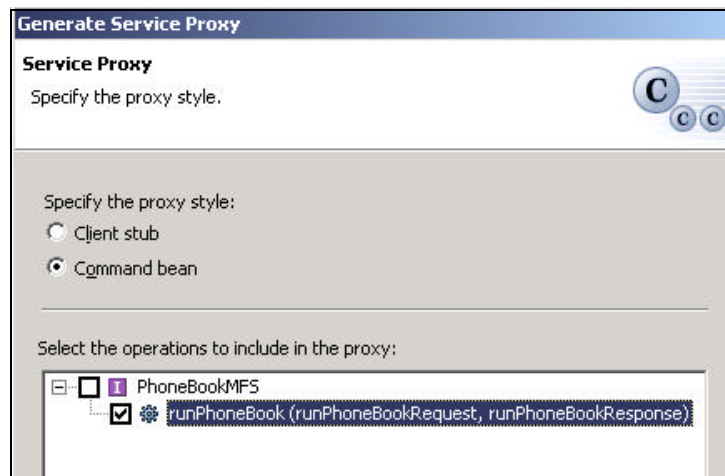 Generate Service Proxy
Service Proxy
Specify the proxy style.
C
C C
Specify the proxy style:
Client stub
Command bean
Select the operations to include in the proxy:
I PhoneBookMFS
runPhoneBook (runPhoneBookRequest, runPhoneBookResponse)